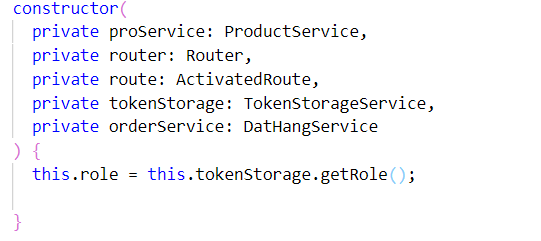 constructor(
private proService: ProductService,
private router: Router,
private route: ActivatedRoute,
private tokenStorage: TokenStorageService,
private orderService: DatHangService
) {
this.role = this.tokenStorage.getRole();
}